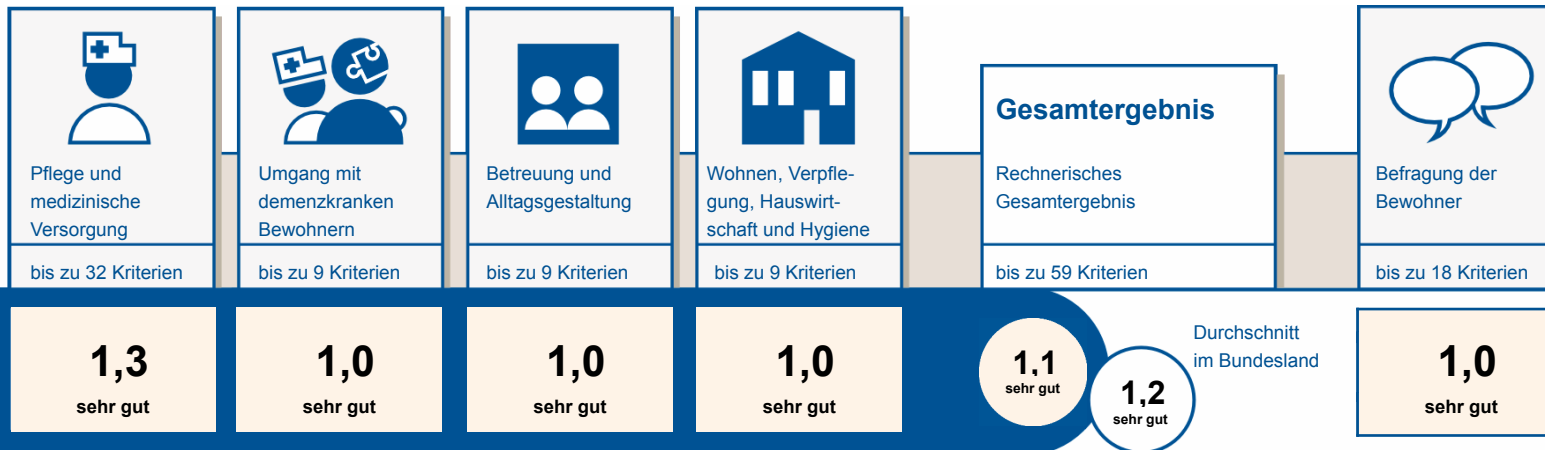 Pflege und
medizinische
Versorgung
bis zu 32 Kriterien
1,3
sehr gut
Umgang mit
demenzkranken
Bewohnern
bis zu 9 Kriterien
1,0
sehr gut
Betreuung und
Alltagsgestaltung
bis zu 9 Kriterien
1,0
sehr gut
Wohnen, Verpfle-
gung, Hauswirt-
schaft und Hygiene
bis zu 9 Kriterien
1,0
sehr gut
Gesamtergebnis
Rechnerisches
Gesamtergebnis
bis zu 59 Kriterien
1,1
sehr gut
Durchschnitt
im Bundesland
1,2
sehr gut
Befragung der
Bewohner
bis zu 18 Kriterien
1,0
sehr gut